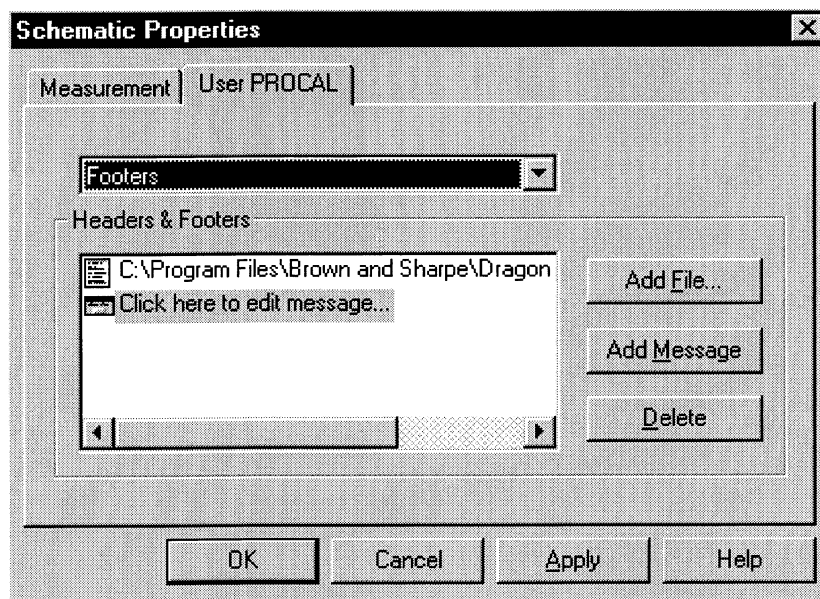 Schematic Properties
Measurement
User PROCAL
Footers
Headers & Footers
C:\Program Files\Brown and Sharpe\Dragon
Click here to edit message...
Add File...
Add Message
Delete
OK
Cancel
Apply
Help